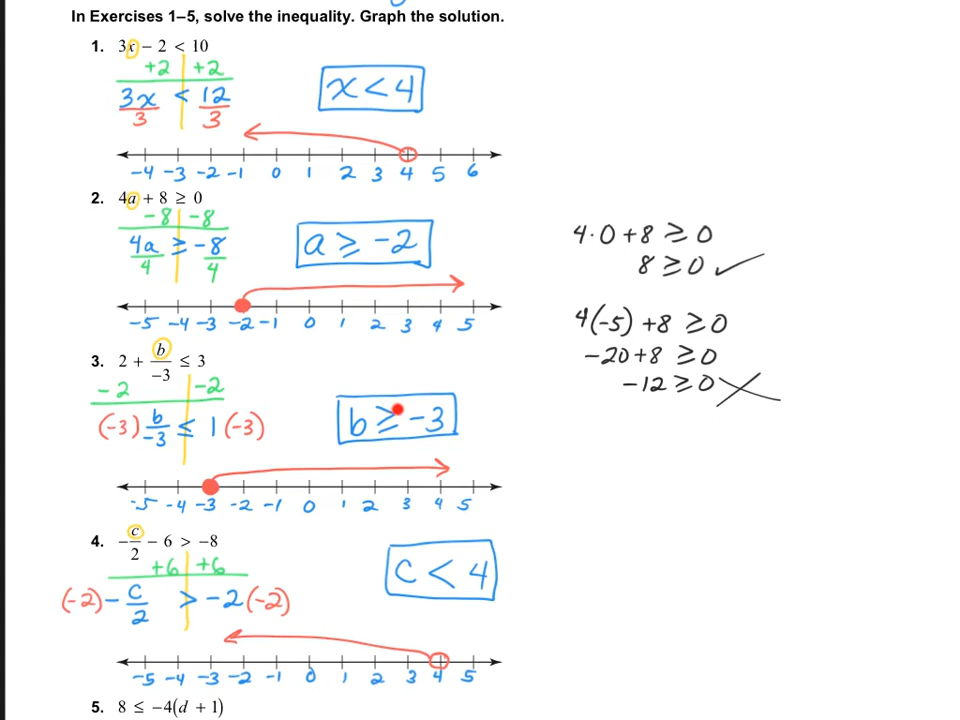 In Exercises 1–5, solve the inequality. Graph the solution.
1. 3x − 2 < 10
+2 +2
3x < 12
3 3
x < 4
-4 -3 -2 -1 0 1 2 3 4 5 6
2. 4a + 8 ≥ 0
-8 -8
4a ≥ -8
4 4
a ≥ -2
-5 -4 -3 -2 -1 0 1 2 3 4 5
4·0 + 8 ≥ 0
8 ≥ 0 ✓
4(-5) + 8 ≥ 0
-20 + 8 ≥ 0
-12 ≥ 0 ✗
3. 2 + b/−3 ≤ 3
-2 -2
(-3) b/-3 ≤ 1 (-3)
b ≥ -3
-5 -4 -3 -2 -1 0 1 2 3 4 5
4. −c/2 − 6 > −8
+6 +6
(-2) - c/2 > -2 (-2)
c < 4
-5 -4 -3 -2 -1 0 1 2 3 4 5
5. 8 ≤ −4(d + 1)